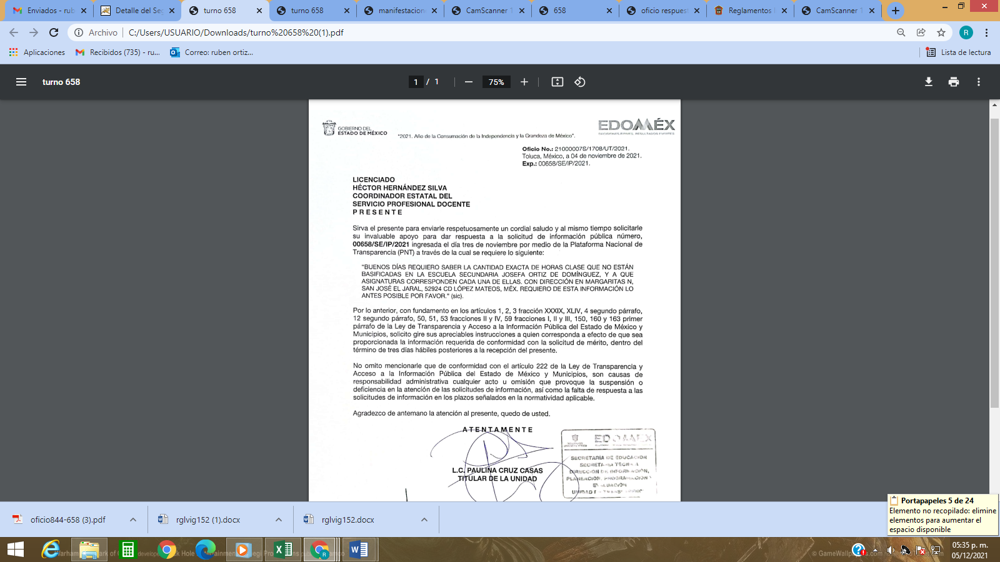 Enviados - rub
Detalle del Seg
turno 658
turno 658
manifestacion
CamScanner 1
658
oficio respuest
Reglamentos
CamScanner 1
Archivo
C:/Users/USUARIO/Downloads/turno%20658%20(1).pdf
R
Aplicaciones
Recibidos (735) - ru...
Correo: ruben ortiz...
Lista de lectura
turno 658
1 / 1
75%
GOBIERNO DEL
ESTADO DE MÉXICO
"2021. Año de la Consumación de la Independencia y la Grandeza de México".
EDOMÉX
DECISIONES FIRMES, RESULTADOS FUERTES
Oficio No.: 21000007S/1708/UT/2021.
Toluca, México, a 04 de noviembre de 2021.
Exp.: 00658/SE/IP/2021.
LICENCIADO
HÉCTOR HERNÁNDEZ SILVA
COORDINADOR ESTATAL DEL
SERVICIO PROFESIONAL DOCENTE
P R E S E N T E
Sirva el presente para enviarle respetuosamente un cordial saludo y al mismo tiempo solicitarle
su invaluable apoyo para dar respuesta a la solicitud de información pública número,
00658/SE/IP/2021 ingresada el día tres de noviembre por medio de la Plataforma Nacional de
Transparencia (PNT) a través de la cual se requiere lo siguiente:
"BUENOS DÍAS REQUIERO SABER LA CANTIDAD EXACTA DE HORAS CLASE QUE NO ESTÁN
BASIFICADAS EN LA ESCUELA SECUNDARIA JOSEFA ORTIZ DE DOMÍNGUEZ, Y A QUE
ASIGNATURAS CORRESPONDEN CADA UNA DE ELLAS. CON DIRECCIÓN EN MARGARITAS N,
SAN JOSÉ EL JARAL, 52924 CD LÓPEZ MATEOS, MÉX. REQUIERO DE ESTA INFORMACIÓN LO
ANTES POSIBLE POR FAVOR." (sic).
Por lo anterior, con fundamento en los artículos 1, 2, 3 fracción XXXIX, XLIV, 4 segundo párrafo,
12 segundo párrafo, 50, 51, 53 fracciones II y IV, 59 fracciones I, II y III, 150, 160 y 163 primer
párrafo de la Ley de Transparencia y Acceso a la Información Pública del Estado de México y
Municipios, solicito gire sus apreciables instrucciones a quien corresponda a efecto de que sea
proporcionada la información requerida de conformidad con la solicitud de mérito, dentro del
término de tres días hábiles posteriores a la recepción del presente.
No omito mencionarle que de conformidad con el artículo 222 de la Ley de Transparencia y
Acceso a la Información Pública del Estado de México y Municipios, son causas de
responsabilidad administrativa cualquier acto u omisión que provoque la suspensión o
deficiencia en la atención de las solicitudes de información, así como la falta de respuesta a las
solicitudes de información en los plazos señalados en la normatividad aplicable.
Agradezco de antemano la atención al presente, quedo de usted.
A T E N T A M E N T E
L.C. PAULINA CRUZ CASAS
TITULAR DE LA UNIDAD
EDOMÉX
SECRETARÍA DE EDUCACIÓN
SECRETARÍA TÉCNICA
DIRECCIÓN DE INFORMACIÓN,
PLANEACIÓN, PROGRAMACIÓN Y
EVALUACIÓN
UNIDAD DE TRANSPARENCIA
oficio844-658 (3).pdf
rglvig152 (1).docx
rglvig152.docx
Portapapeles 5 de 24
Elemento no recopilado: elimine
elementos para aumentar el
espacio disponible
05:35 p. m.
05/12/2021